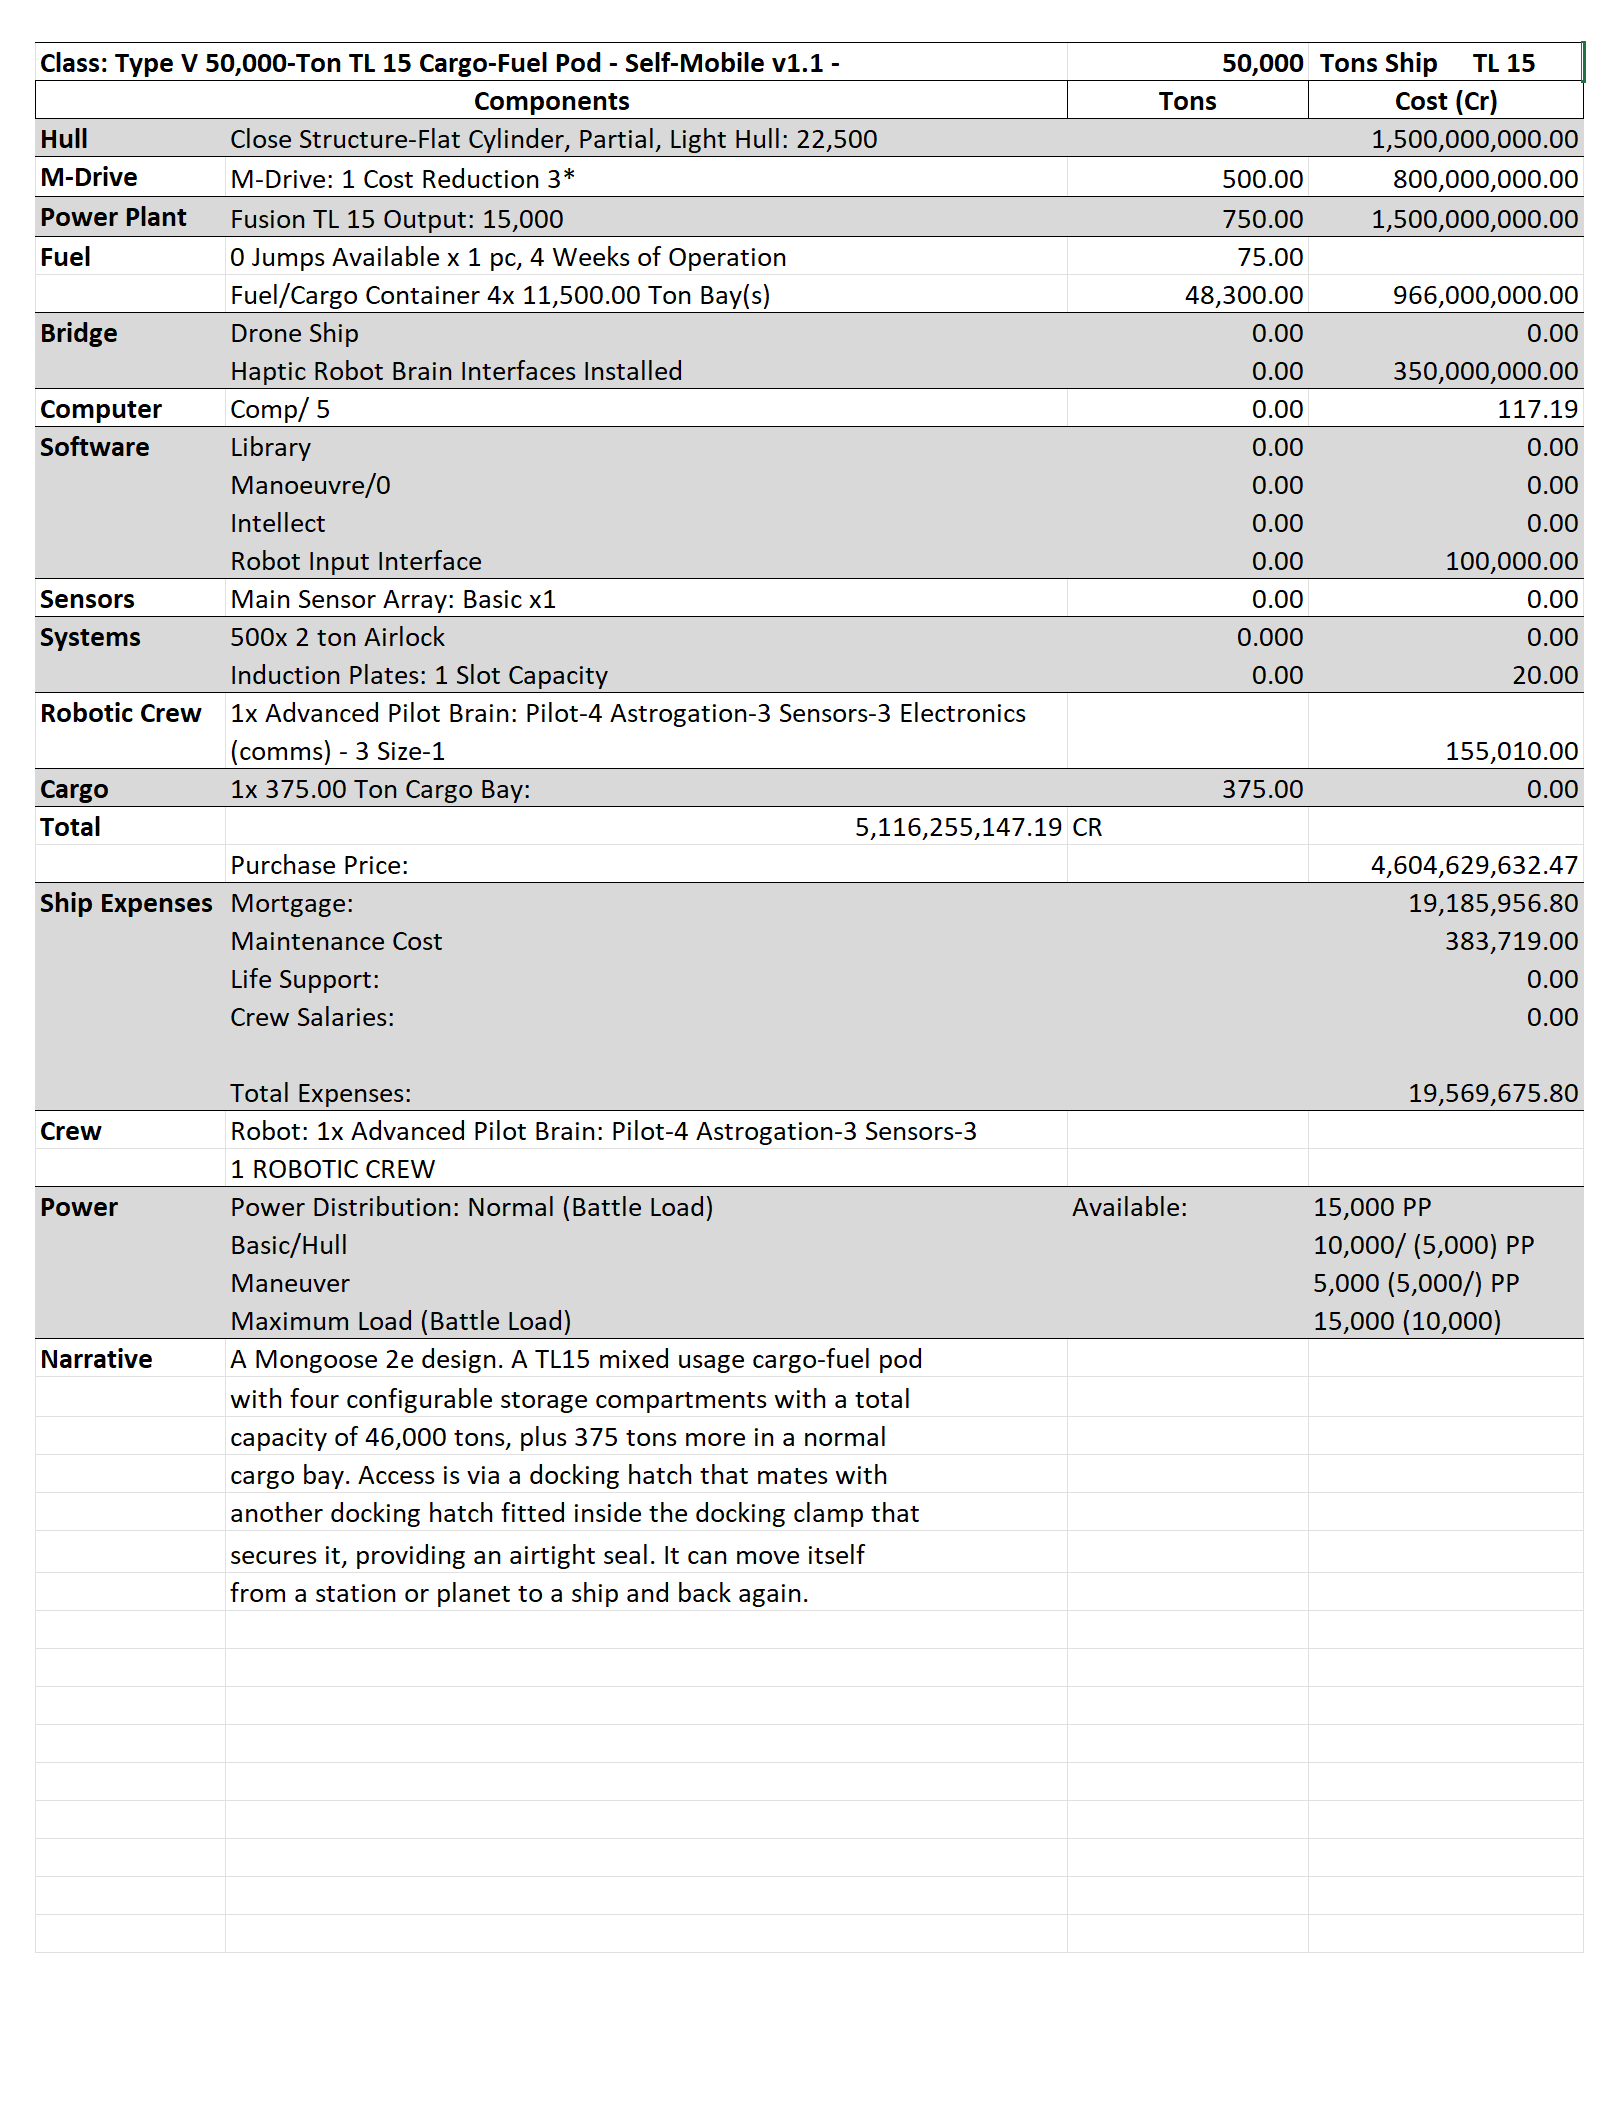 Class: Type V 50,000-Ton TL 15 Cargo-Fuel Pod - Self-Mobile v1.1 - 50,000 Tons Ship TL 15
Components Tons Cost (Cr)
Hull Close Structure-Flat Cylinder, Partial, Light Hull: 22,500 1,500,000,000.00
M-Drive M-Drive: 1 Cost Reduction 3* 500.00 800,000,000.00
Power Plant Fusion TL 15 Output: 15,000 750.00 1,500,000,000.00
Fuel 0 Jumps Available x 1 pc, 4 Weeks of Operation 75.00
Fuel/Cargo Container 4x 11,500.00 Ton Bay(s) 48,300.00 966,000,000.00
Bridge Drone Ship 0.00 0.00
Haptic Robot Brain Interfaces Installed 0.00 350,000,000.00
Computer Comp/ 5 0.00 117.19
Software Library 0.00 0.00
Manoeuvre/0 0.00 0.00
Intellect 0.00 0.00
Robot Input Interface 0.00 100,000.00
Sensors Main Sensor Array: Basic x1 0.00 0.00
Systems 500x 2 ton Airlock 0.000 0.00
Induction Plates: 1 Slot Capacity 0.00 20.00
Robotic Crew 1x Advanced Pilot Brain: Pilot-4 Astrogation-3 Sensors-3 Electronics
(comms) - 3 Size-1 155,010.00
Cargo 1x 375.00 Ton Cargo Bay: 375.00 0.00
Total 5,116,255,147.19 CR
Purchase Price: 4,604,629,632.47
Ship Expenses Mortgage: 19,185,956.80
Maintenance Cost 383,719.00
Life Support: 0.00
Crew Salaries: 0.00
Total Expenses: 19,569,675.80
Crew Robot: 1x Advanced Pilot Brain: Pilot-4 Astrogation-3 Sensors-3
1 ROBOTIC CREW
Power Power Distribution: Normal (Battle Load) Available: 15,000 PP
Basic/Hull 10,000/ (5,000) PP
Maneuver 5,000 (5,000/) PP
Maximum Load (Battle Load) 15,000 (10,000)
Narrative A Mongoose 2e design. A TL15 mixed usage cargo-fuel pod
with four configurable storage compartments with a total
capacity of 46,000 tons, plus 375 tons more in a normal
cargo bay. Access is via a docking hatch that mates with
another docking hatch fitted inside the docking clamp that
secures it, providing an airtight seal. It can move itself
from a station or planet to a ship and back again.